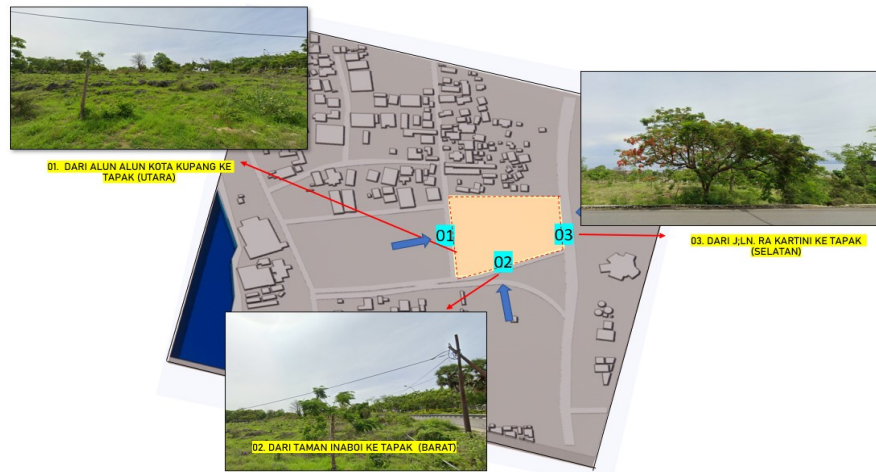 01. DARI ALUN ALUN KOTA KUPANG KE
TAPAK (UTARA)
01
02
03
03. DARI J;LN. RA KARTINI KE TAPAK
(SELATAN)
02. DARI TAMAN INABOI KE TAPAK (BARAT)